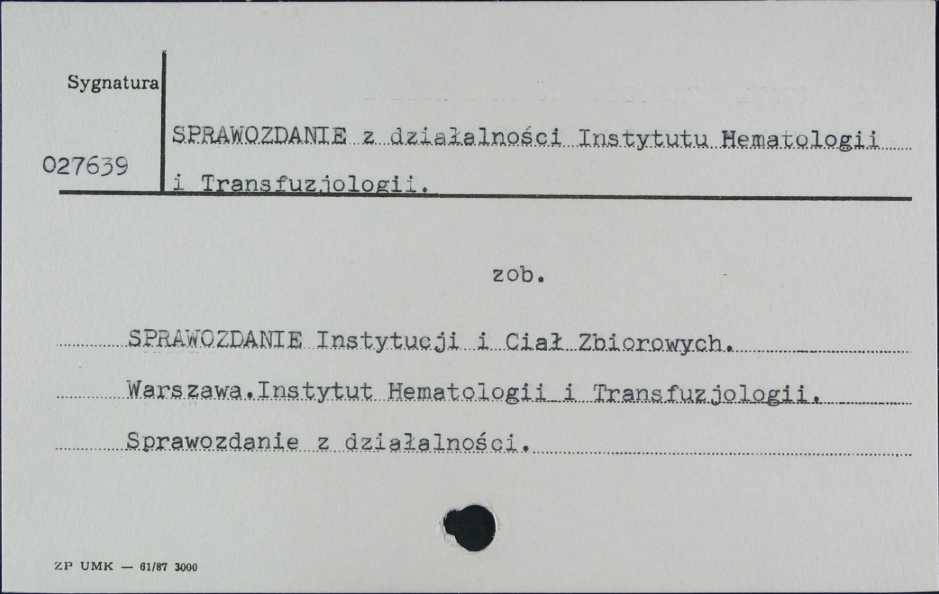 Sygnatura
SPRAWOZDANIE z działalności Instytutu Hematologii
027639
i Transfuzjologii.
zob.
SPRAWOZDANIE Instytucji i Ciał Zbiorowych.
Warszawa.Instytut Hematologii i Transfuzjologii.
Sprawozdanie z działalności.
ZP UMK — 61/87 3000